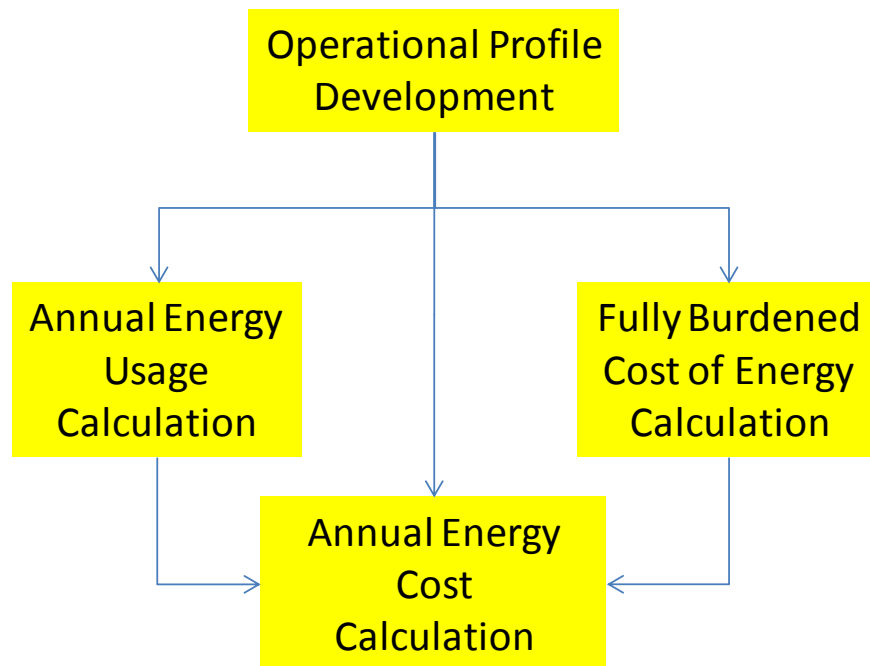 Operational Profile
Development
Annual Energy
Usage
Calculation
Fully Burdened
Cost of Energy
Calculation
Annual Energy
Cost
Calculation